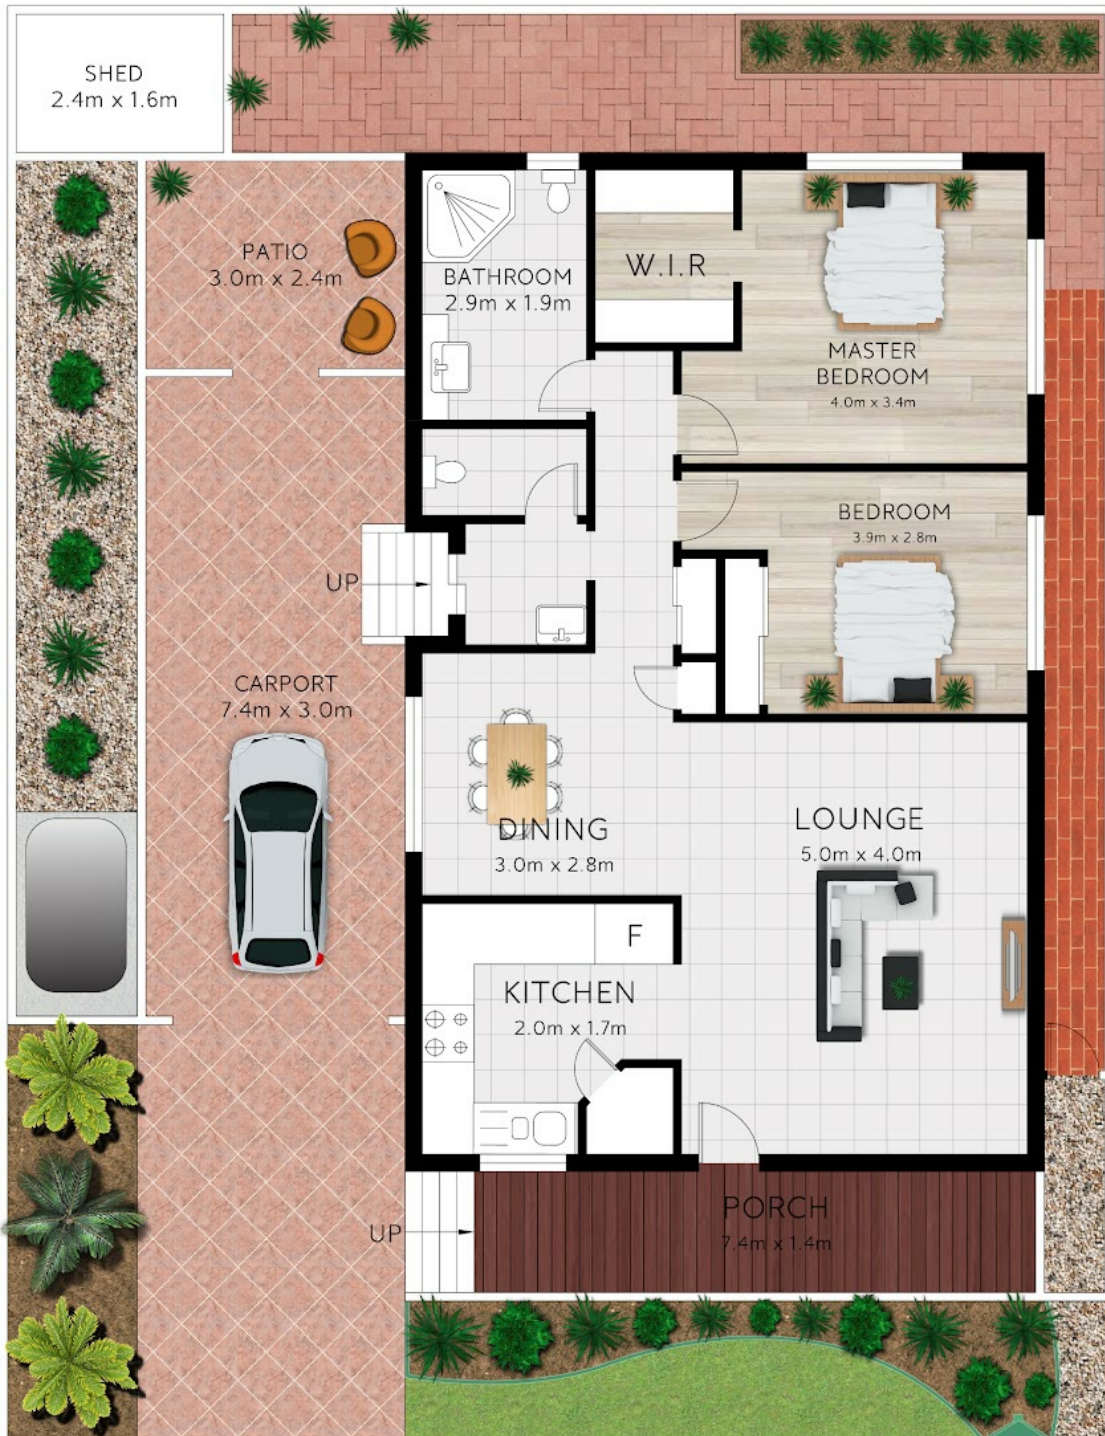 SHED
2.4m x 1.6m
PATIO
3.0m x 2.4m
BATHROOM
2.9m x 1.9m
W.I.R
MASTER
BEDROOM
4.0m x 3.4m
BEDROOM
3.9m x 2.8m
UP
CARPORT
7.4m x 3.0m
DINING
3.0m x 2.8m
LOUNGE
5.0m x 4.0m
F
KITCHEN
2.0m x 1.7m
PORCH
7.4m x 1.4m
UP